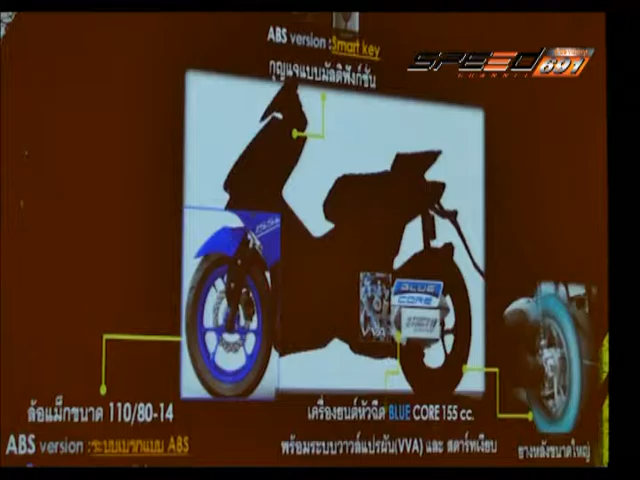 ABS version :Smart key
กุญแจแบบมัลติฟังก์ชัน
SPEED
CHANNEL
691
155
BLUE
CORE
VVA
ล้อแม็กขนาด 110/80-14
ABS version :ระบบเบรกแบบ ABS
เครื่องยนต์หัวฉีด BLUE CORE 155 cc.
พร้อมระบบวาวล์แปรผัน(VVA) และ สตาร์ทเงียบ
ยางหลังขนาดใหญ่